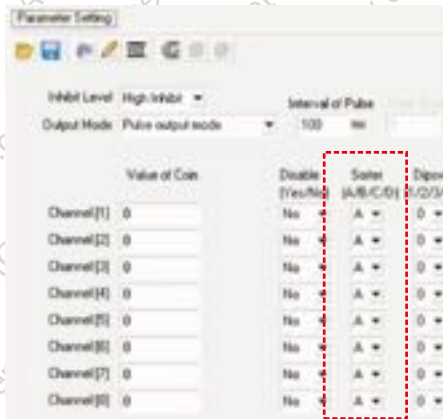 Parameter Setting
Inhibit Level High Inhibit
Interval of Pulse
Output Mode Pulse output mode 100 ms
Value of Coin Disable (Yes/No) Sorter (A/B/C/D)
Channel[1] 0 No A 0
Channel[2] 0 No A 0
Channel[3] 0 No A 0
Channel[4] 0 No A 0
Channel[5] 0 No A 0
Channel[6] 0 No A 0
Channel[7] 0 No A 0
Channel[8] 0 No A 0